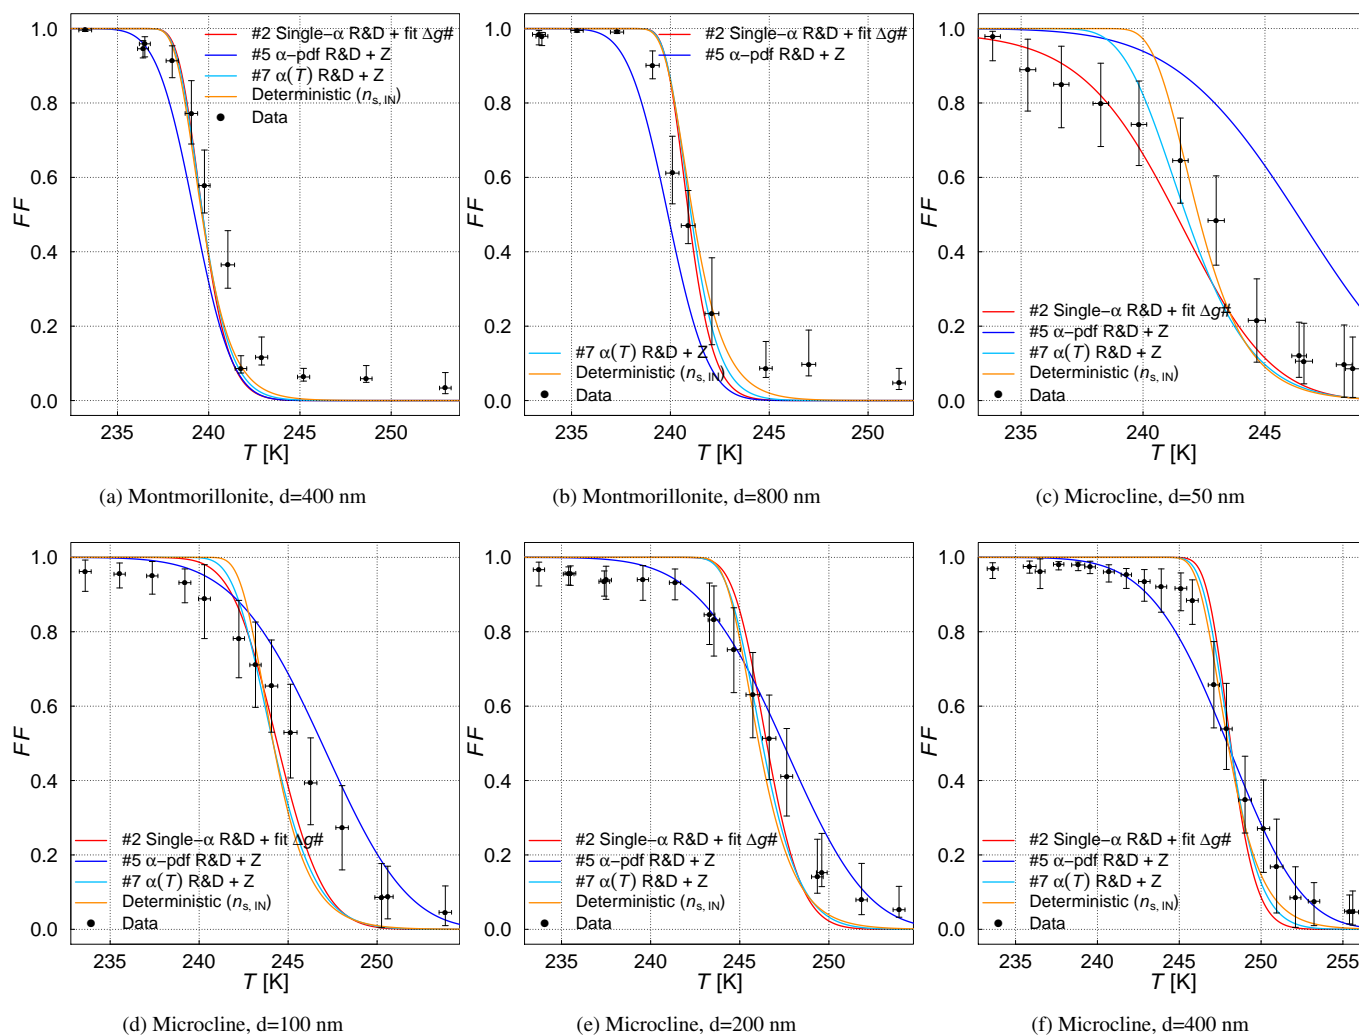 1.0
0.8
0.6
0.4
0.2
0.0
FF
#2 Single−α R&D + fit Δg#
#5 α−pdf R&D + Z
#7 α(T) R&D + Z
Deterministic (ns, IN)
Data
235 240 245 250
T [K]
(a) Montmorillonite, d=400 nm
1.0
0.8
0.6
0.4
0.2
0.0
FF
#2 Single−α R&D + fit Δg#
#5 α−pdf R&D + Z
#7 α(T) R&D + Z
Deterministic (ns, IN)
Data
235 240 245 250
T [K]
(b) Montmorillonite, d=800 nm
1.0
0.8
0.6
0.4
0.2
0.0
FF
#2 Single−α R&D + fit Δg#
#5 α−pdf R&D + Z
#7 α(T) R&D + Z
Deterministic (ns, IN)
Data
235 240 245
T [K]
(c) Microcline, d=50 nm
1.0
0.8
0.6
0.4
0.2
0.0
FF
#2 Single−α R&D + fit Δg#
#5 α−pdf R&D + Z
#7 α(T) R&D + Z
Deterministic (ns, IN)
Data
235 240 245 250
T [K]
(d) Microcline, d=100 nm
1.0
0.8
0.6
0.4
0.2
0.0
FF
#2 Single−α R&D + fit Δg#
#5 α−pdf R&D + Z
#7 α(T) R&D + Z
Deterministic (ns, IN)
Data
235 240 245 250
T [K]
(e) Microcline, d=200 nm
1.0
0.8
0.6
0.4
0.2
0.0
FF
#2 Single−α R&D + fit Δg#
#5 α−pdf R&D + Z
#7 α(T) R&D + Z
Deterministic (ns, IN)
Data
235 240 245 250 255
T [K]
(f) Microcline, d=400 nm